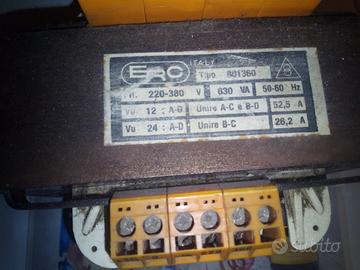 ERC
ITALY
Tipo 801360
Pr. 220-380 V 630 VA 50-60 Hz
Vu 12 : A-D Unire A-C e B-D 52,5 A
Vu 24 : A-D Unire B-C 26,2 A
subito